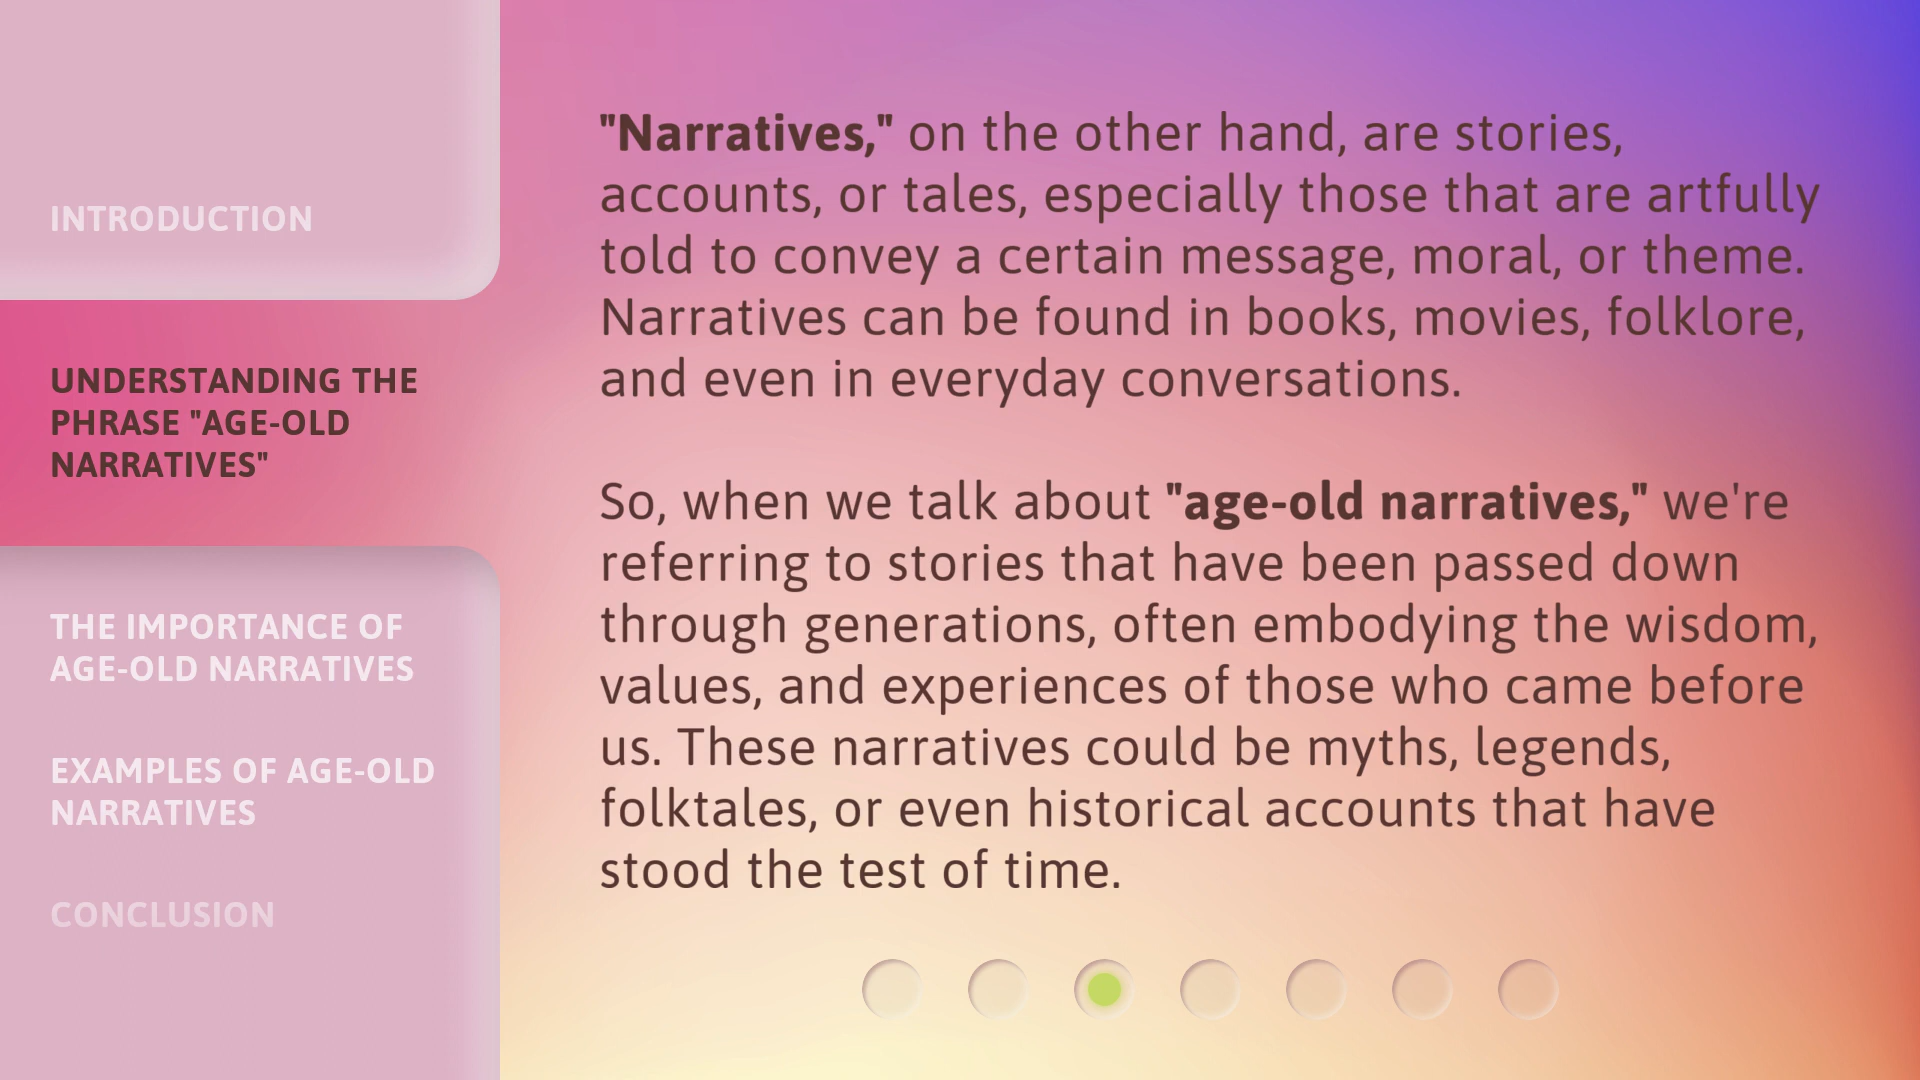 INTRODUCTION
UNDERSTANDING THE
PHRASE "AGE-OLD
NARRATIVES"
THE IMPORTANCE OF
AGE-OLD NARRATIVES
EXAMPLES OF AGE-OLD
NARRATIVES
CONCLUSION
"Narratives," on the other hand, are stories,
accounts, or tales, especially those that are artfully
told to convey a certain message, moral, or theme.
Narratives can be found in books, movies, folklore,
and even in everyday conversations.
So, when we talk about "age-old narratives," we're
referring to stories that have been passed down
through generations, often embodying the wisdom,
values, and experiences of those who came before
us. These narratives could be myths, legends,
folktales, or even historical accounts that have
stood the test of time.